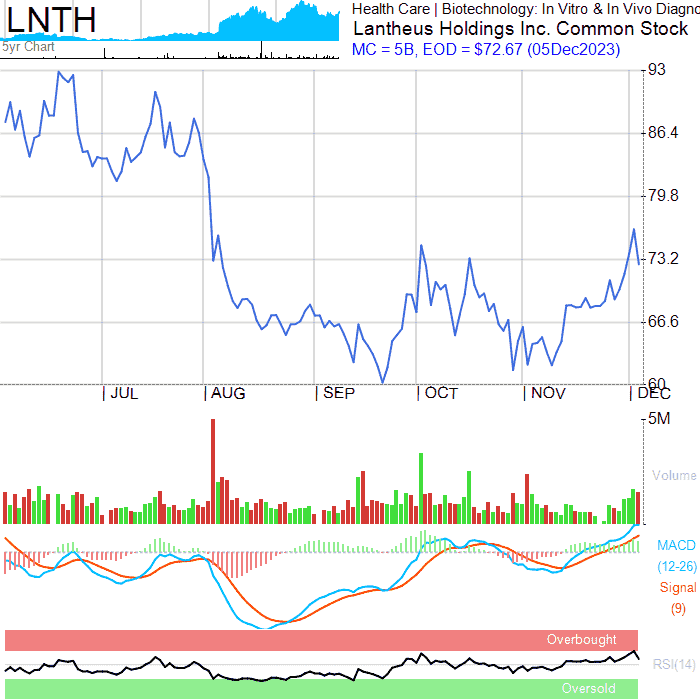 LNTH
Health Care | Biotechnology: In Vitro & In Vivo Diagno
Lantheus Holdings Inc. Common Stock
5yr Chart
MC = 5B, EOD = $72.67 (05Dec2023)
93
86.4
79.8
73.2
66.6
60
JUL AUG SEP OCT NOV DEC
5M
Volume
MACD
(12-26)
Signal
(9)
Overbought
RSI(14)
Oversold